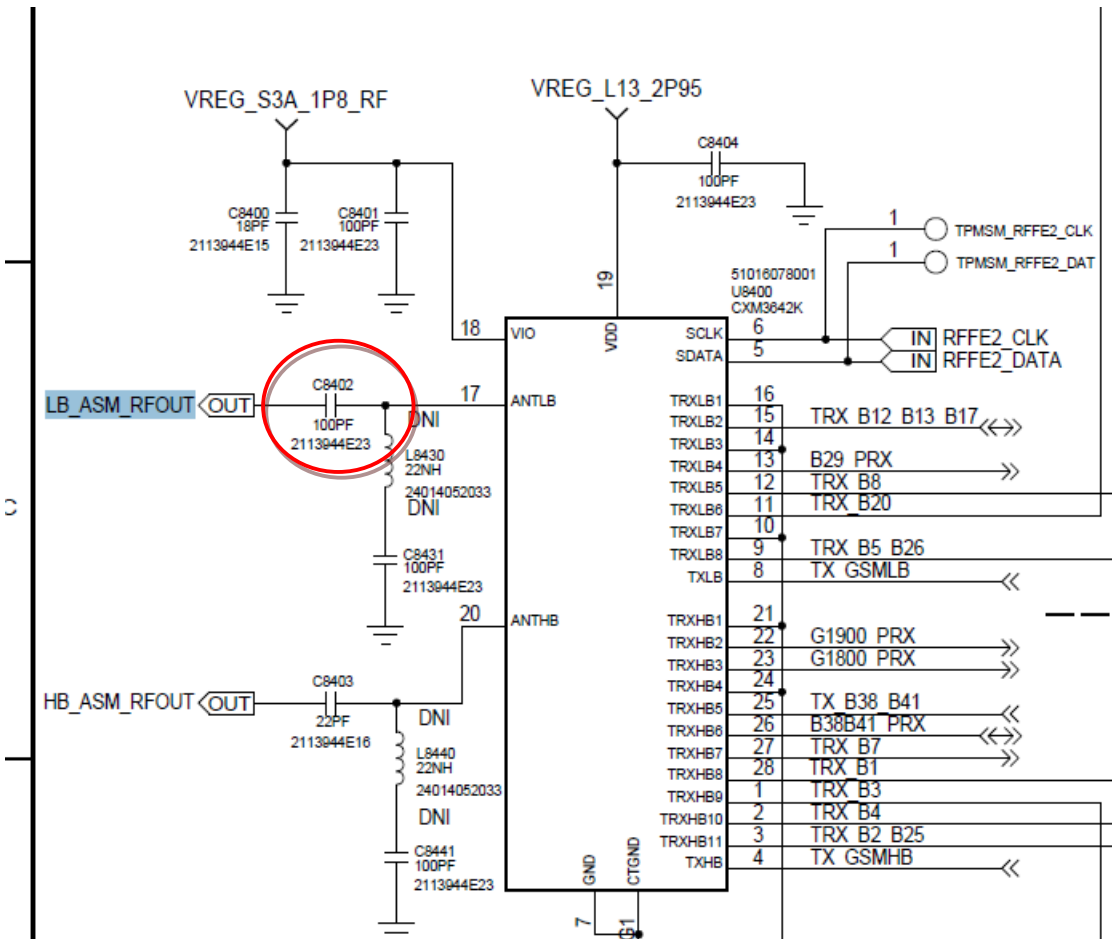 VREG_S3A_1P8_RF
VREG_L13_2P95
C8404
100PF
2113944E23
C8400
18PF
2113944E15
C8401
100PF
2113944E23
1
TPMSM_RFFE2_CLK
1
TPMSM_RFFE2_DAT
19
51016078001
U8400
CXM3642K
18
VIO
VDD
SCLK
6
IN
RFFE2_CLK
SDATA
5
IN
RFFE2_DATA
LB_ASM_RFOUT
OUT
C8402
100PF
2113944E23
17
ANTLB
DNI
L8430
22NH
24014052033
DNI
C8431
100PF
2113944E23
TRXLB1
16
TRXLB2
15
TRX_B12_B13_B17
TRXLB3
14
TRXLB4
13
B29_PRX
TRXLB5
12
TRX_B8
TRXLB6
11
TRX_B20
TRXLB7
10
TRXLB8
9
TRX_B5_B26
TXLB
8
TX_GSMLB
C
20
ANTHB
HB_ASM_RFOUT
OUT
C8403
22PF
2113944E16
DNI
L8440
22NH
24014052033
DNI
C8441
100PF
2113944E23
TRXHB1
21
TRXHB2
22
G1900_PRX
TRXHB3
23
G1800_PRX
TRXHB4
24
TRXHB5
25
TX_B38_B41
TRXHB6
26
B38B41_PRX
TRXHB7
27
TRX_B7
TRXHB8
28
TRX_B1
TRXHB9
1
TRX_B3
TRXHB10
2
TRX_B4
TRXHB11
3
TRX_B2_B25
TXHB
4
TX_GSMHB
GND
CTGND
7
G1